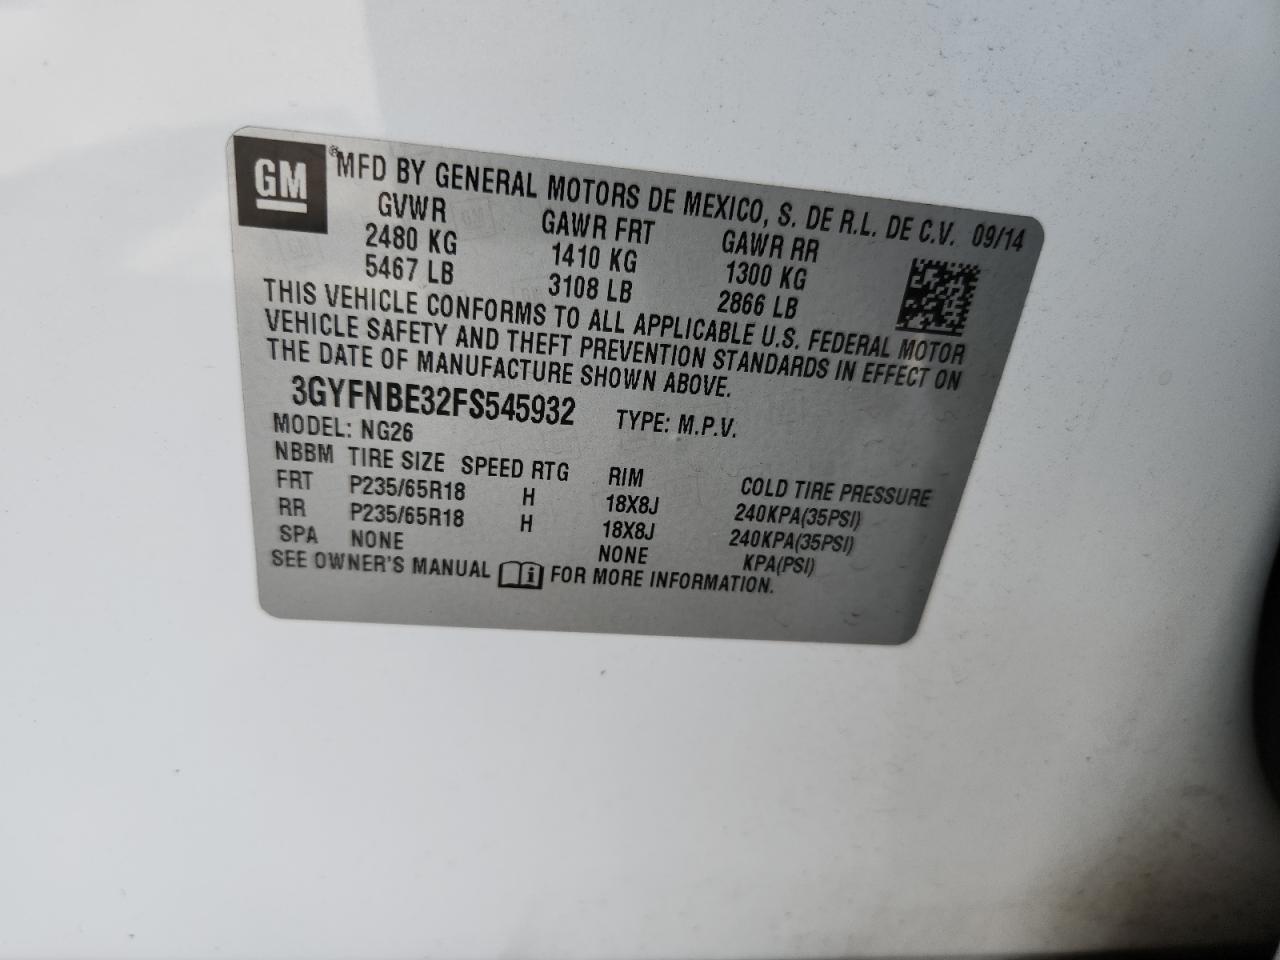 GM ® MFD BY GENERAL MOTORS DE MEXICO, S. DE R.L. DE C.V. 09/14
GVWR GAWR FRT GAWR RR
2480 KG 1410 KG 1300 KG
5467 LB 3108 LB 2866 LB
THIS VEHICLE CONFORMS TO ALL APPLICABLE U.S. FEDERAL MOTOR
VEHICLE SAFETY AND THEFT PREVENTION STANDARDS IN EFFECT ON
THE DATE OF MANUFACTURE SHOWN ABOVE.
3GYFNBE32FS545932 TYPE: M.P.V.
MODEL: NG26
NBBM TIRE SIZE SPEED RTG RIM COLD TIRE PRESSURE
FRT P235/65R18 H 18X8J 240KPA(35PSI)
RR P235/65R18 H 18X8J 240KPA(35PSI)
SPA NONE NONE KPA(PSI)
SEE OWNER'S MANUAL i FOR MORE INFORMATION.